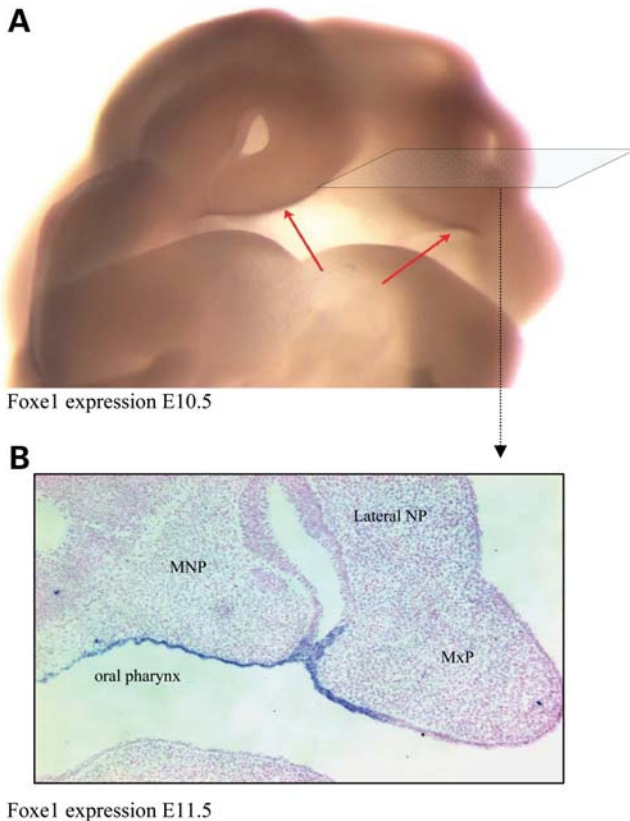 A
Foxe1 expression E10.5
B
Lateral NP
MNP
MxP
oral pharynx
Foxe1 expression E11.5